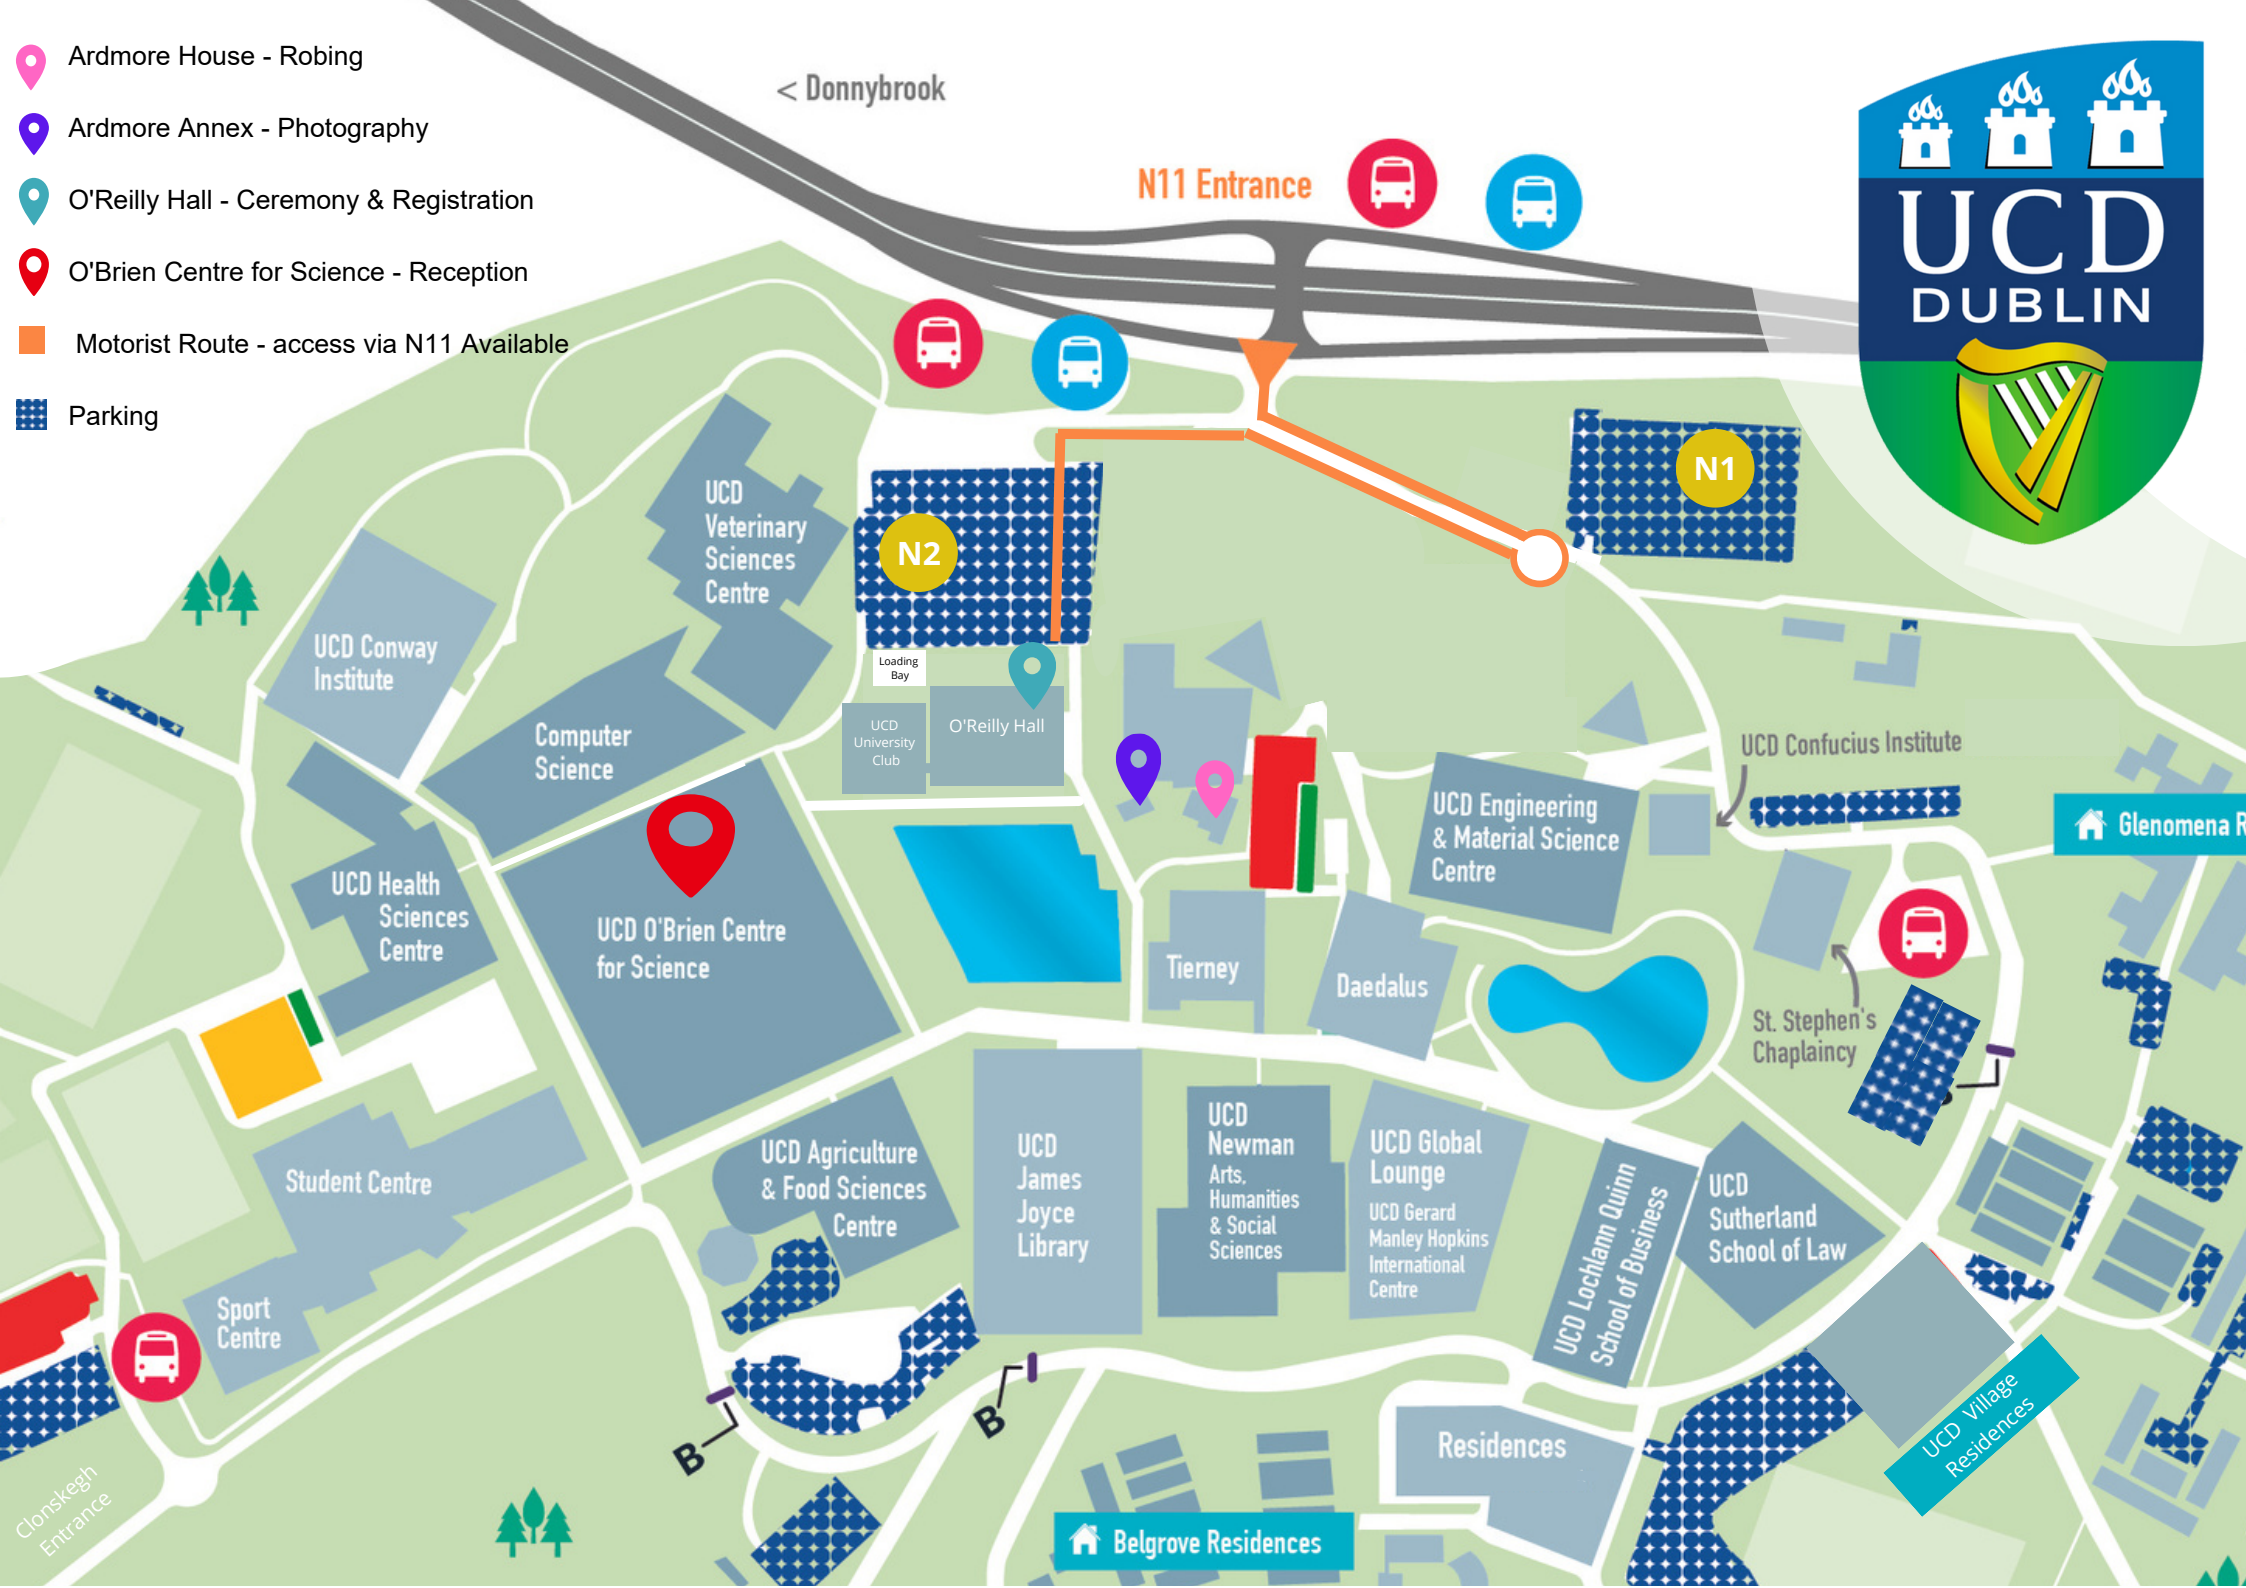 Ardmore House - Robing
Ardmore Annex - Photography
O'Reilly Hall - Ceremony & Registration
O'Brien Centre for Science - Reception
Motorist Route - access via N11 Available
Parking
< Donnybrook
N11 Entrance
UCD
DUBLIN
N1
N2
UCD
Veterinary
Sciences
Centre
UCD Conway
Institute
Loading
Bay
Computer
Science
UCD
University
Club
O'Reilly Hall
UCD Confucius Institute
UCD Engineering
& Material Science
Centre
Glenomena R
UCD Health
Sciences
Centre
UCD O'Brien Centre
for Science
Tierney
Daedalus
St. Stephen's
Chaplaincy
Student Centre
UCD Agriculture
& Food Sciences
Centre
UCD
James
Joyce
Library
UCD
Newman
Arts,
Humanities
& Social
Sciences
UCD Global
Lounge
UCD Gerard
Manley Hopkins
International
Centre
UCD Lochlann Quinn
School of Business
UCD
Sutherland
School of Law
Sport
Centre
B
B
UCD Village
Residences
Residences
Clonskegh
Entrance
Belgrove Residences